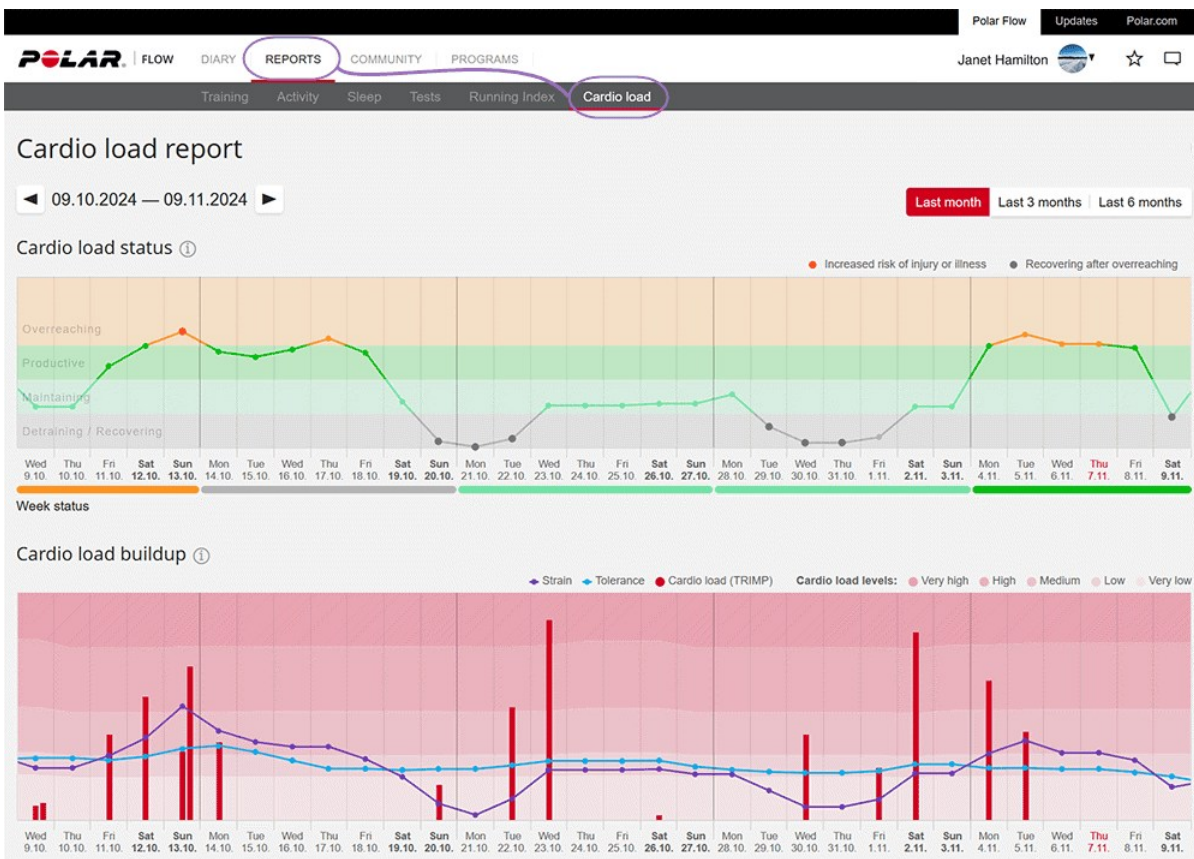 Polar Flow Updates Polar.com
POLAR. FLOW DIARY REPORTS COMMUNITY PROGRAMS Janet Hamilton
Training Activity Sleep Tests Running Index Cardio load
Cardio load report
09.10.2024 — 09.11.2024
Last month Last 3 months Last 6 months
Cardio load status
Increased risk of injury or illness Recovering after overreaching
Overreaching
Productive
Maintaining
Detraining / Recovering
Wed Thu Fri Sat Sun Mon Tue Wed Thu Fri Sat Sun Mon Tue Wed Thu Fri Sat Sun Mon Tue Wed Thu Fri Sat Sun Mon Tue Wed Thu Fri Sat
9.10. 10.10. 11.10. 12.10. 13.10. 14.10. 15.10. 16.10. 17.10. 18.10. 19.10. 20.10. 21.10. 22.10. 23.10. 24.10. 25.10. 26.10. 27.10. 28.10. 29.10. 30.10. 31.10. 1.11. 2.11. 3.11. 4.11. 5.11. 6.11. 7.11. 8.11. 9.11.
Week status
Cardio load buildup
Strain Tolerance Cardio load (TRIMP) Cardio load levels: Very high High Medium Low Very low
Wed Thu Fri Sat Sun Mon Tue Wed Thu Fri Sat Sun Mon Tue Wed Thu Fri Sat Sun Mon Tue Wed Thu Fri Sat Sun Mon Tue Wed Thu Fri Sat
9.10. 10.10. 11.10. 12.10. 13.10. 14.10. 15.10. 16.10. 17.10. 18.10. 19.10. 20.10. 21.10. 22.10. 23.10. 24.10. 25.10. 26.10. 27.10. 28.10. 29.10. 30.10. 31.10. 1.11. 2.11. 3.11. 4.11. 5.11. 6.11. 7.11. 8.11. 9.11.